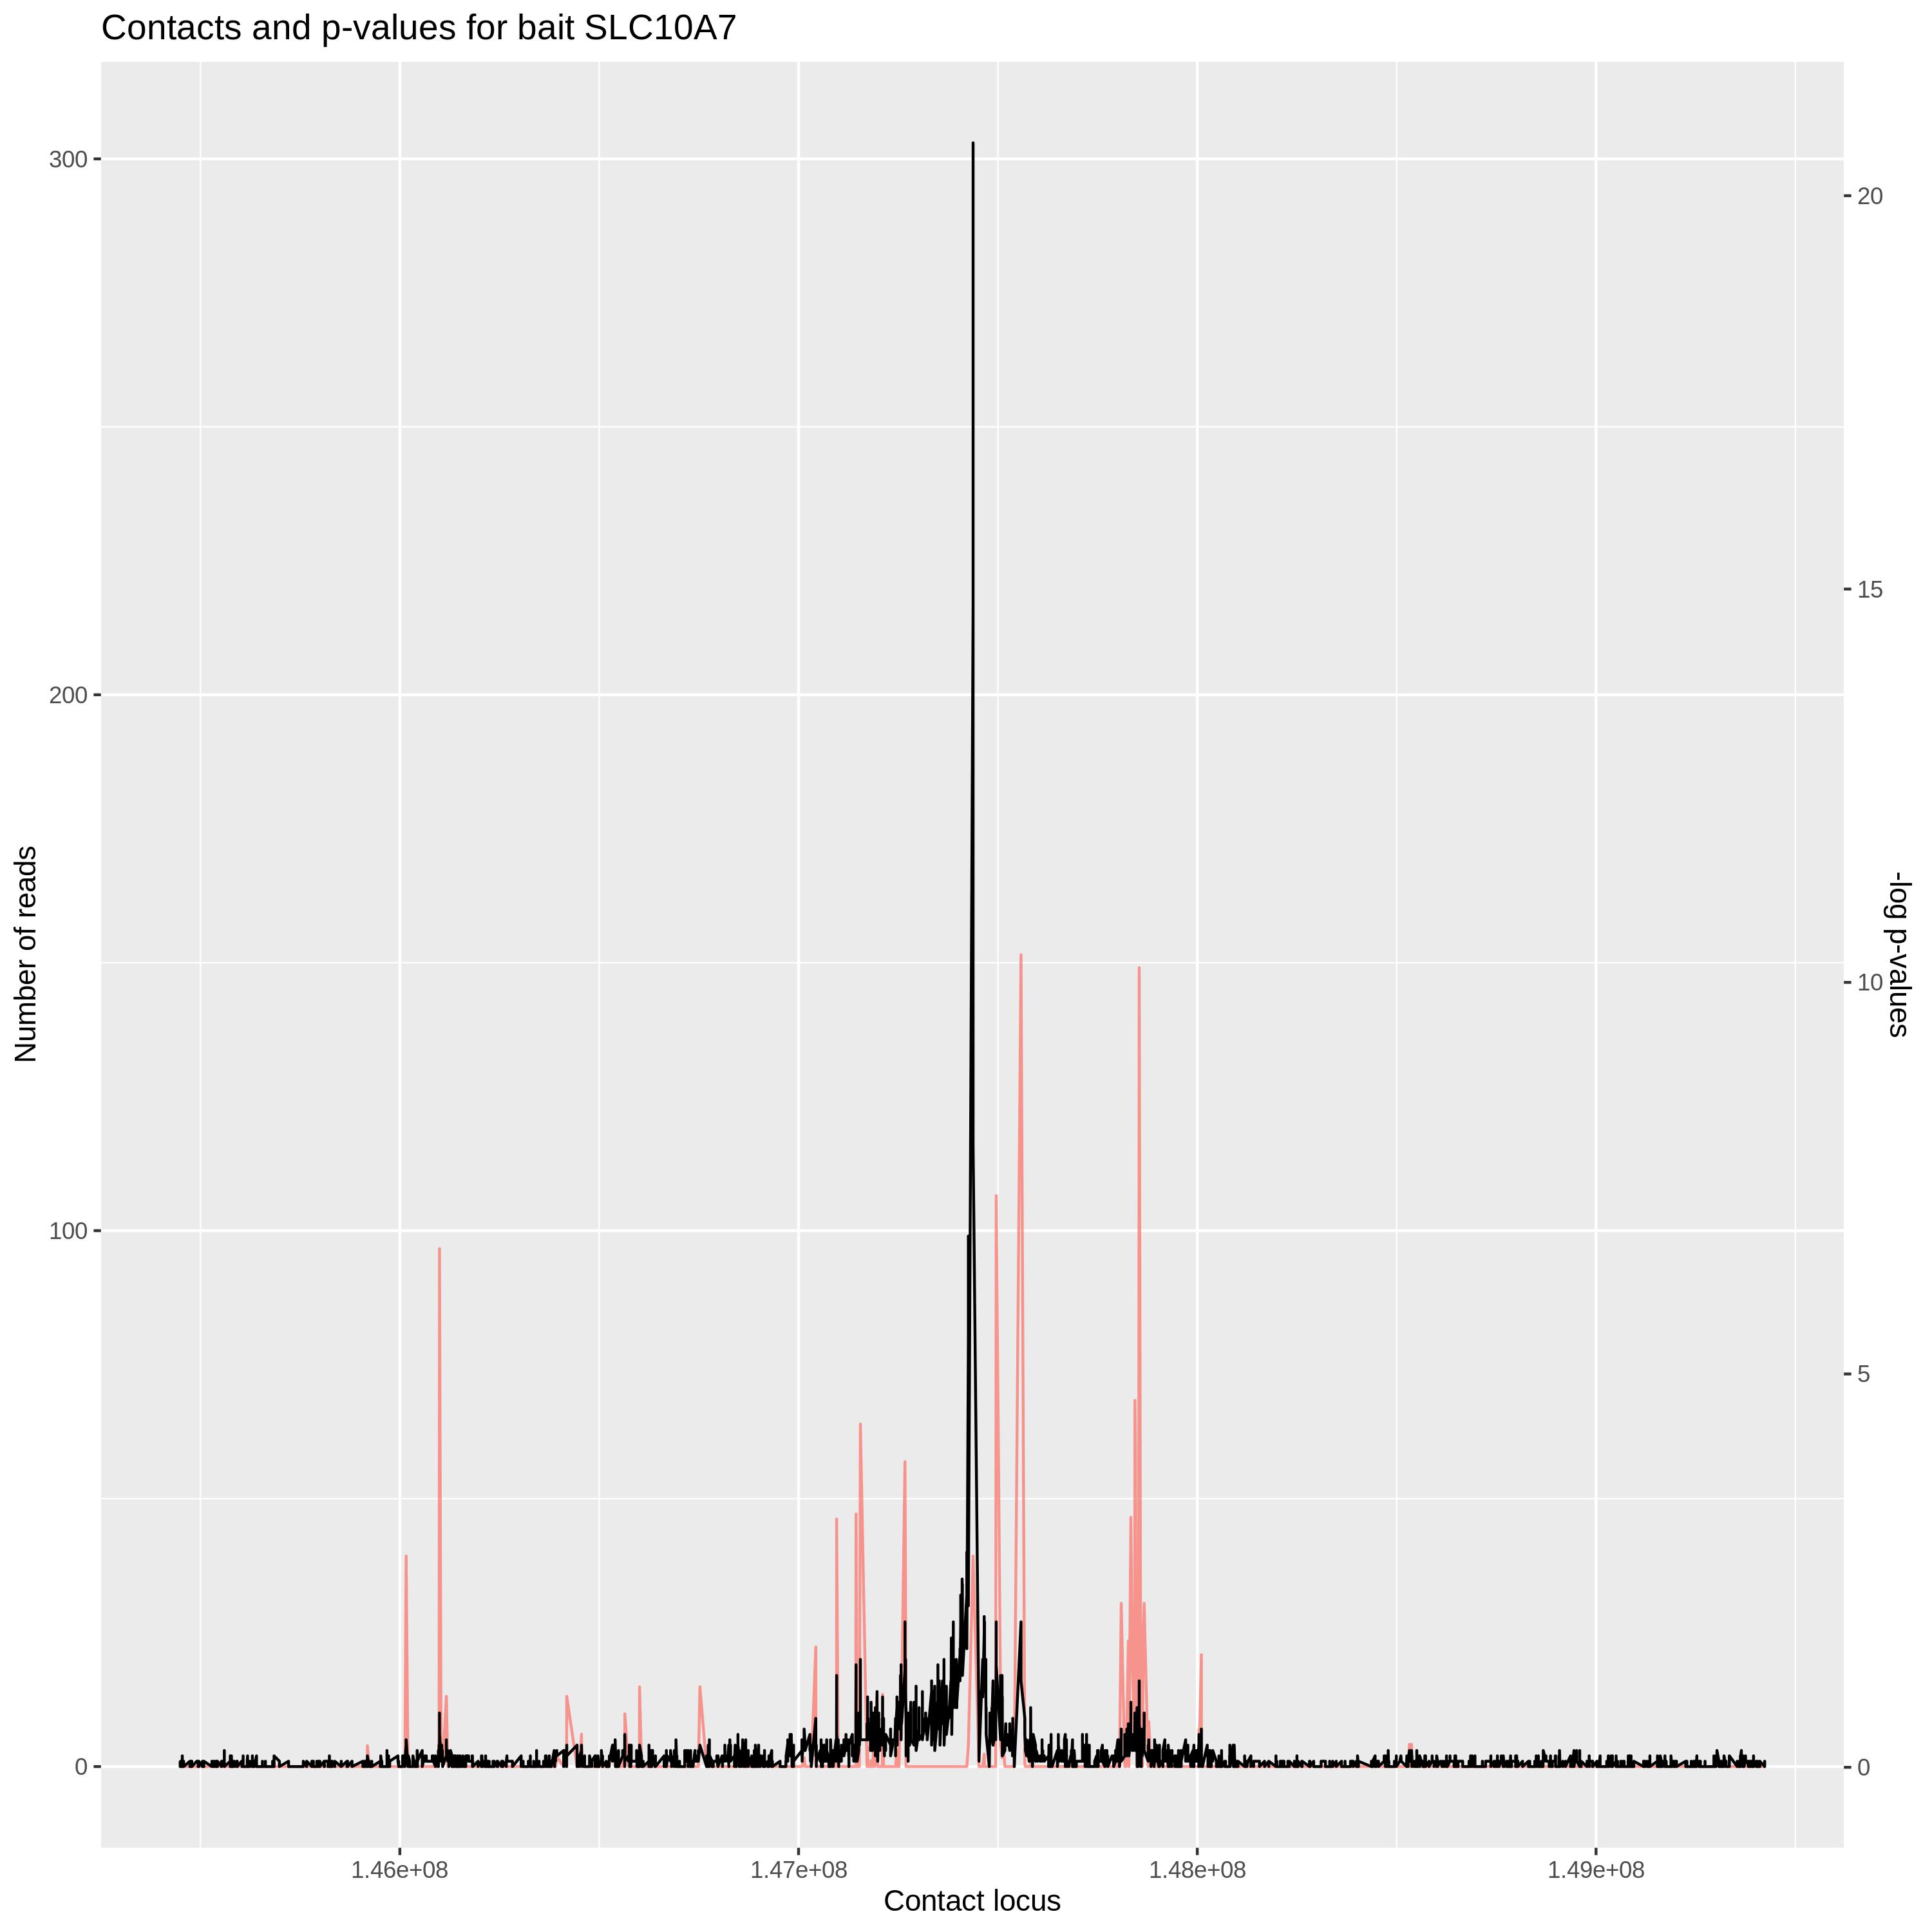 Contacts and p-values for bait SLC10A7
Number of reads
300
200
100
0
20
15
10
5
0
-log p-values
1.46e+08
1.47e+08
1.48e+08
1.49e+08
Contact locus